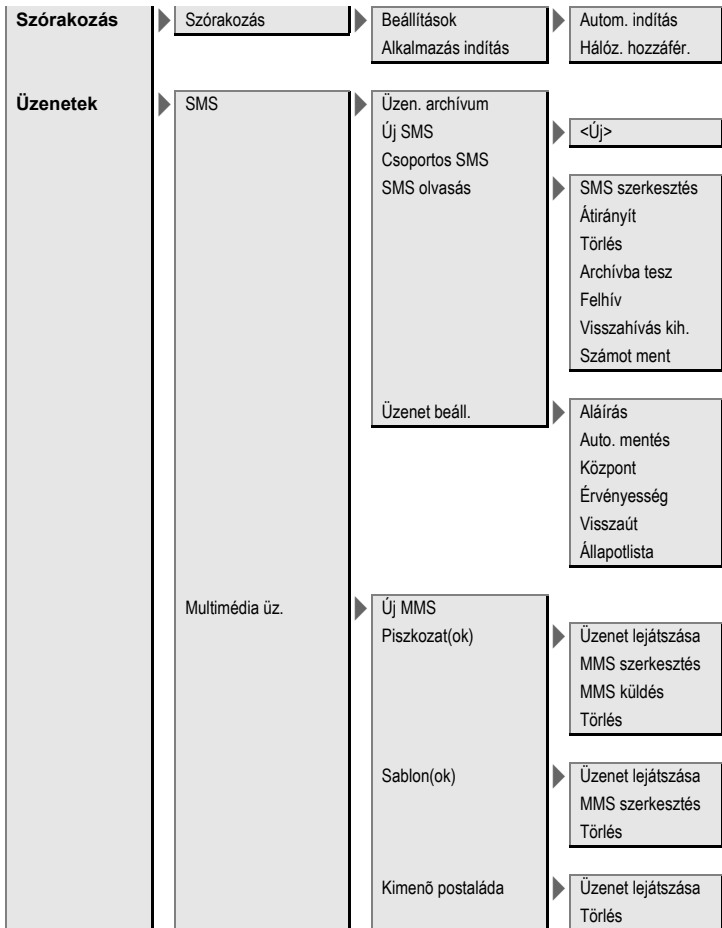 Szórakozás Szórakozás Beállítások Autom. indítás
Alkalmazás indítás Hálóz. hozzáfér.
Üzenetek SMS Üzen. archívum
Új SMS <Új>
Csoportos SMS
SMS olvasás SMS szerkesztés
Átirányít
Törlés
Archívba tesz
Felhív
Visszahívás kih.
Számot ment
Üzenet beáll. Aláírás
Auto. mentés
Központ
Érvényesség
Visszaút
Állapotlista
Multimédia üz. Új MMS
Piszkozat(ok) Üzenet lejátszása
MMS szerkesztés
MMS küldés
Törlés
Sablon(ok) Üzenet lejátszása
MMS szerkesztés
Törlés
Kimenõ postaláda Üzenet lejátszása
Törlés